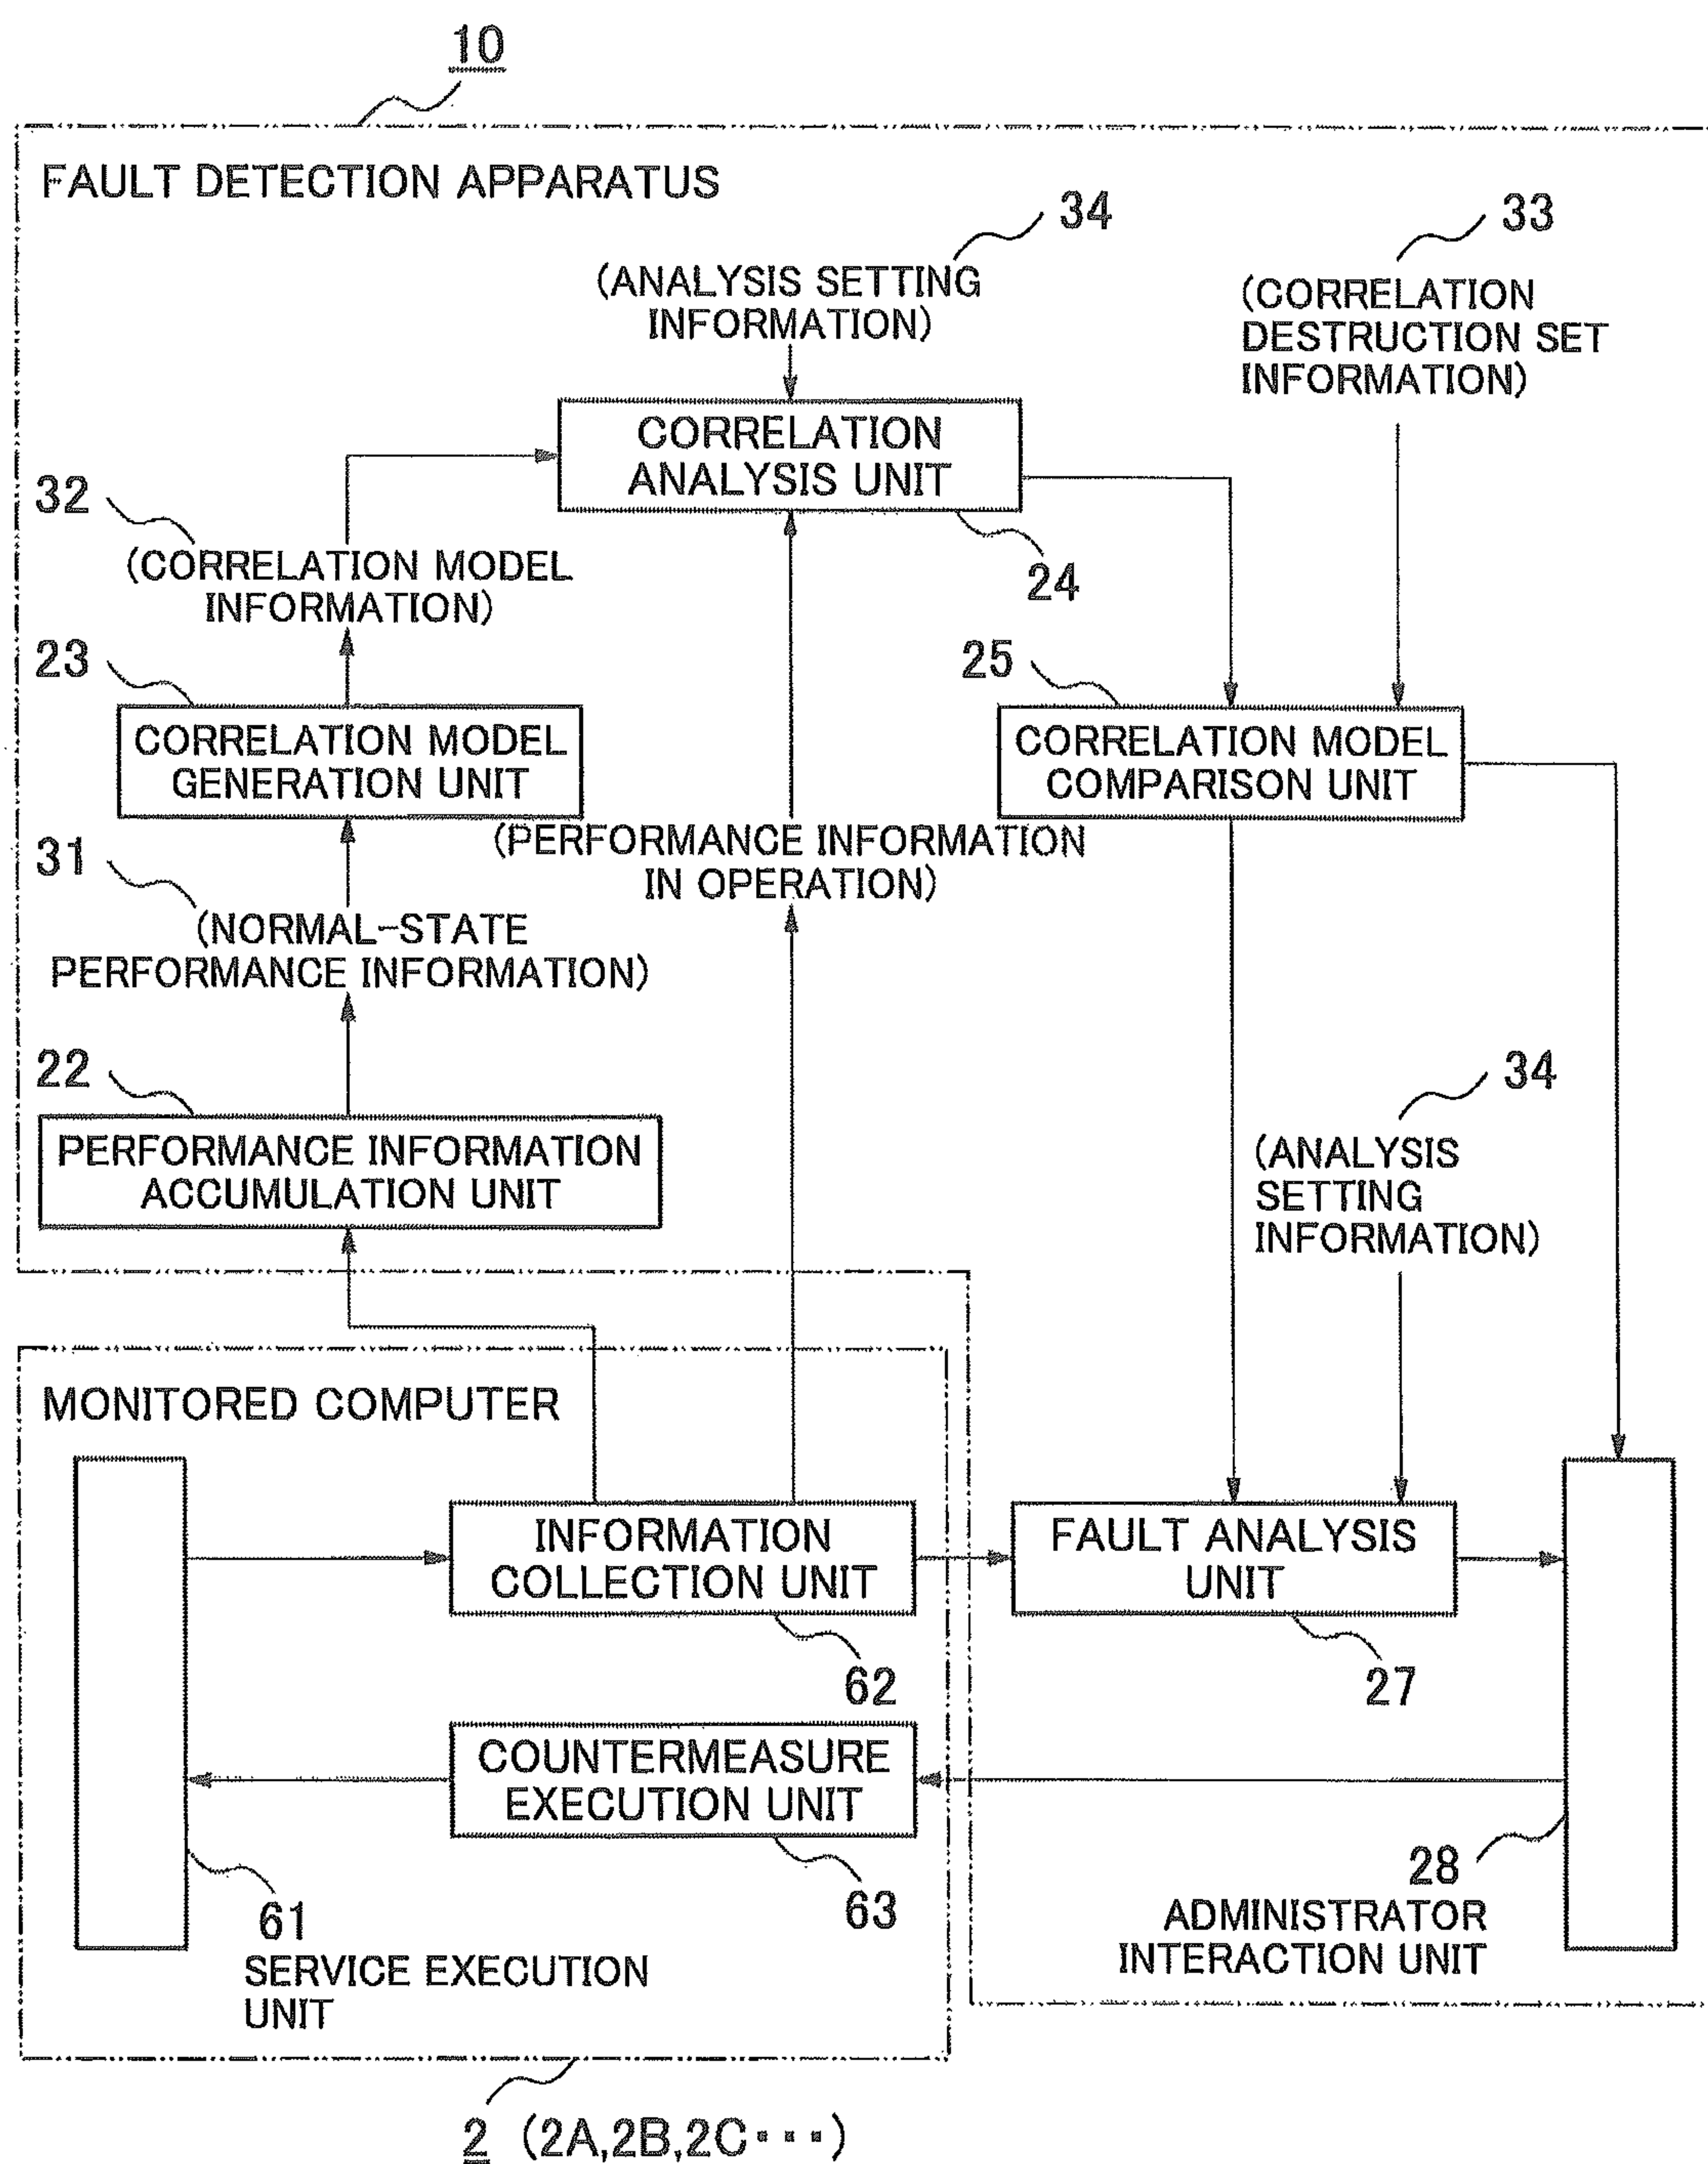 10
FAULT DETECTION APPARATUS
34
33
(ANALYSIS SETTING
INFORMATION)
(CORRELATION
DESTRUCTION SET
INFORMATION)
CORRELATION
ANALYSIS UNIT
32
24
(CORRELATION MODEL
INFORMATION)
23
25
CORRELATION MODEL
GENERATION UNIT
CORRELATION MODEL
COMPARISON UNIT
31
(PERFORMANCE INFORMATION
IN OPERATION)
(NORMAL-STATE
PERFORMANCE INFORMATION)
22
34
PERFORMANCE INFORMATION
ACCUMULATION UNIT
(ANALYSIS
SETTING
INFORMATION)
MONITORED COMPUTER
INFORMATION
COLLECTION UNIT
FAULT ANALYSIS
UNIT
62
27
COUNTERMEASURE
EXECUTION UNIT
28
63
61
ADMINISTRATOR
INTERACTION UNIT
SERVICE EXECUTION
UNIT
2 (2A,2B,2C･･･)